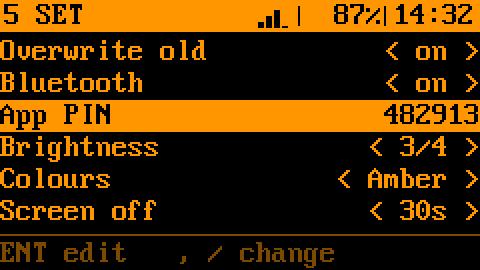 5 SET 87%|14:32
Overwrite old < on >
Bluetooth < on >
App PIN 482913
Brightness < 3/4 >
Colours < Amber >
Screen off < 30s >
ENT edit , / change